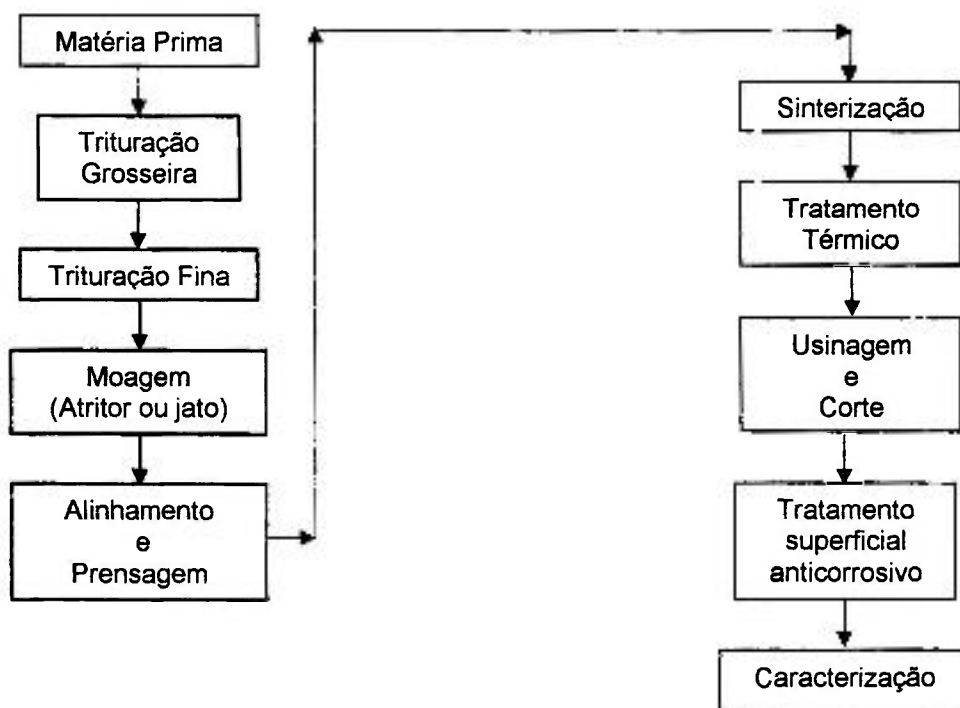 Matéria Prima
Trituração
Grosseira
Trituração Fina
Moagem
(Atritor ou jato)
Alinhamento
e
Prensagem
Sinterização
Tratamento
Térmico
Usinagem
e
Corte
Tratamento
superficial
anticorrosivo
Caracterização